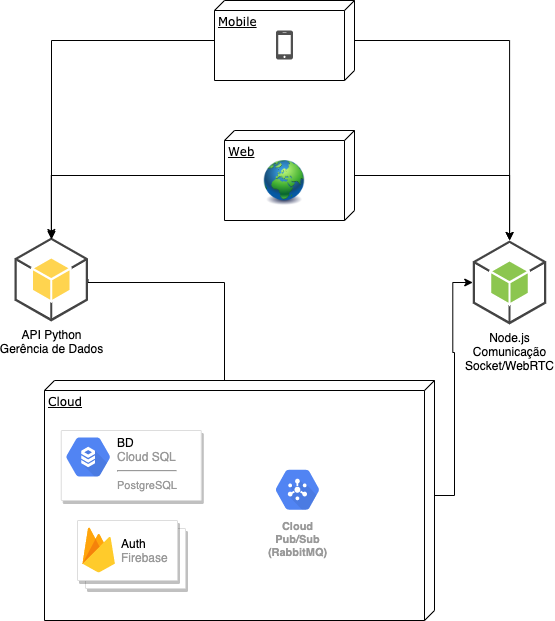 Mobile
Web
API Python
Gerência de Dados
Node.js
Comunicação
Socket/WebRTC
Cloud
BD
Cloud SQL
PostgreSQL
Auth
Firebase
Cloud
Pub/Sub
(RabbitMQ)